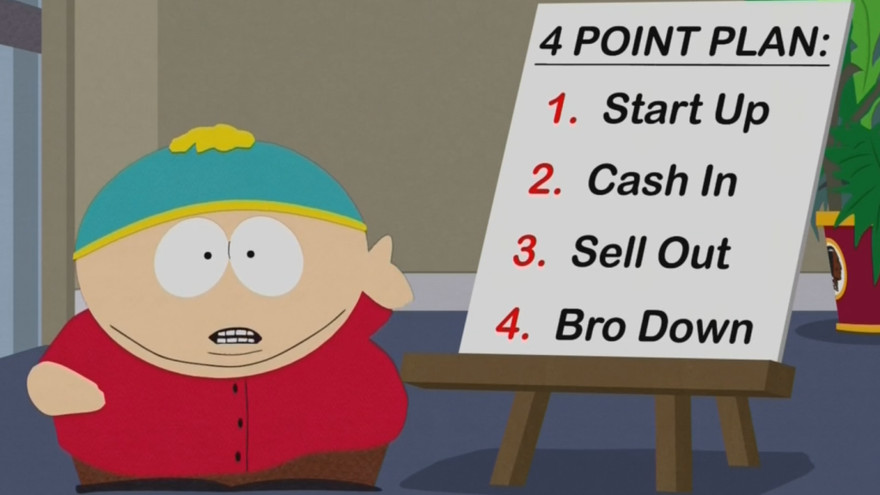 4 POINT PLAN:
1. Start Up
2. Cash In
3. Sell Out
4. Bro Down